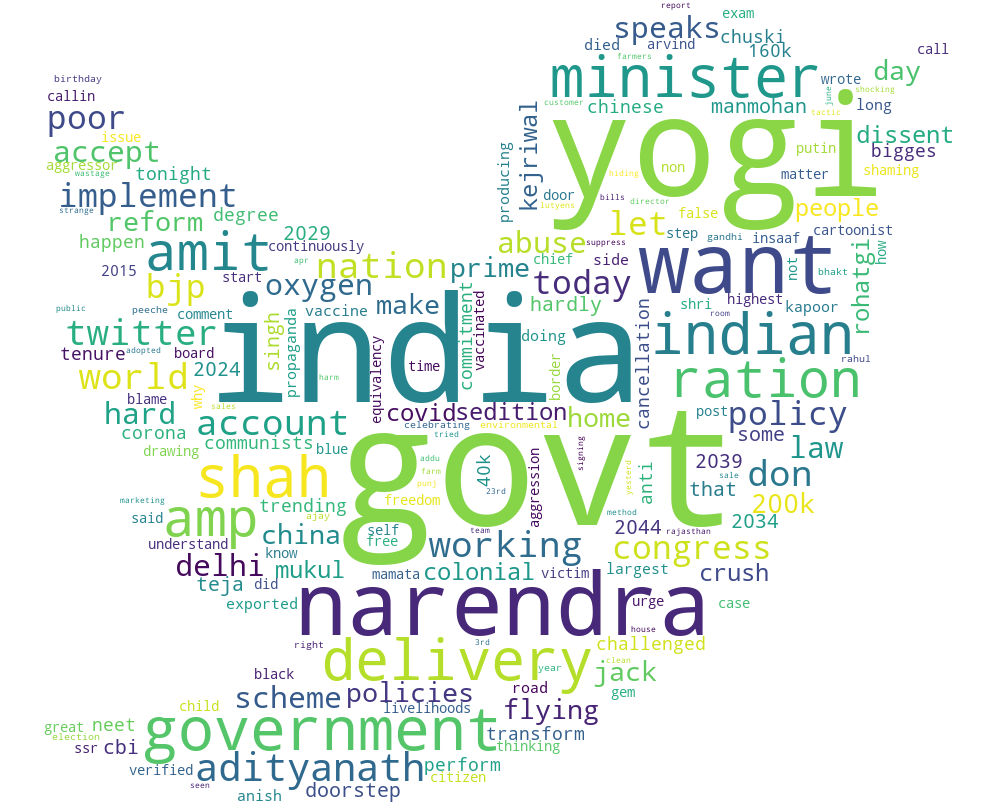 report
speaks
exam
chuski
died
arvind
160k
farmers
call
minister
day
wrote
shocking
birthday
callin
customer
chinese
manmohan
june
long
poor
issue
yogi
tactic
dissent
accept
tonight
producing
kejriwal
putin
bigges
aggressor
wastage
door
non
matter
shaming
hiding
implement
strange
degree
lutyens
bills
director
false
people
reform
let
step
gandhi
insaaf
cartoonist
happen
2029
continuously
abuse
chief
side
suppress
want
not
rohatgi
how
amit
nation
prime
today
bhakt
2015
start
apr
oxygen
bjp
vaccine
make
hardly
shri
highest
kapoor
public
peeche
comment
india
commitment
vaccinated
doing
cancellation
indian
room
twitter
singh
propaganda
equivalency
tenure
adopted
board
time
border
rahul
world
2024
why
harm
ration
blame
sales
hard
account
covid
sedition
home
post
policy
corona
communists
blue
celebrating
tried
environmental
govt
some
law
drawing
shah
addu
farm
punj
40k
aggression
signing
yesterd
anti
2039
sale
don
marketing
trending
freedom
23rd
method
that
200k
amp
ajay
said
china
self
free
team
working
2044
rajasthan
2034
understand
know
congress
delhi
mukul
mamata
colonial
victim
largest
crush
teja
did
exported
narendra
urge
case
right
3rd
house
challenged
black
delivery
year
clean
jack
child
scheme
policies
livelihoods
road
flying
gem
great
neet
election
ssr
cbi
government
transform
thinking
verified
adityanath
perform
citizen
seen
anish
doorstep